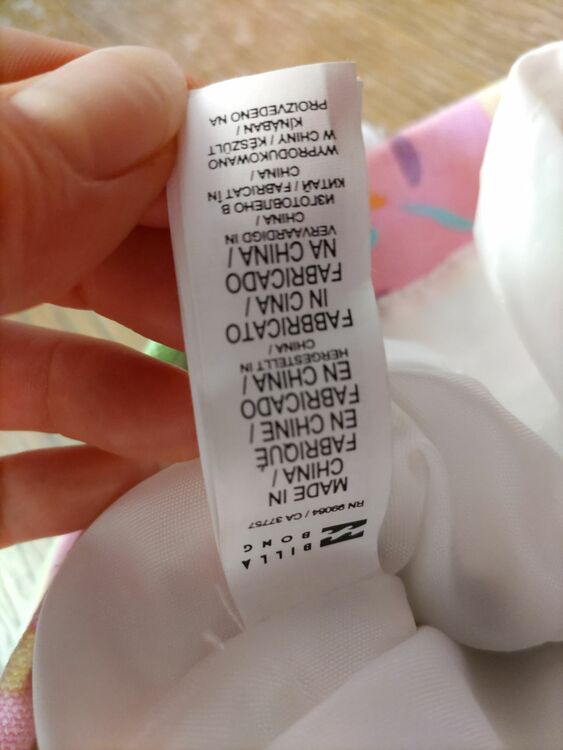 BILLA
BONG
RN 99064 / CA 37757
MADE IN
CHINA /
FABRIQUÉ
EN CHINE /
FABRICADO
EN CHINA /
HERGESTELLT IN
CHINA /
FABBRICATO
IN CINA /
FABRICADO
NA CHINA /
VERVAARDIGD IN
CHINA /
ИЗГОТОВЛЕНО В
КИТАЙ / FABRICAT ÎN
CHINA /
WYPRODUKOWANO
W CHINY / KÉSZÜLT
KÍNÁBAN /
PROIZVEDENO NA